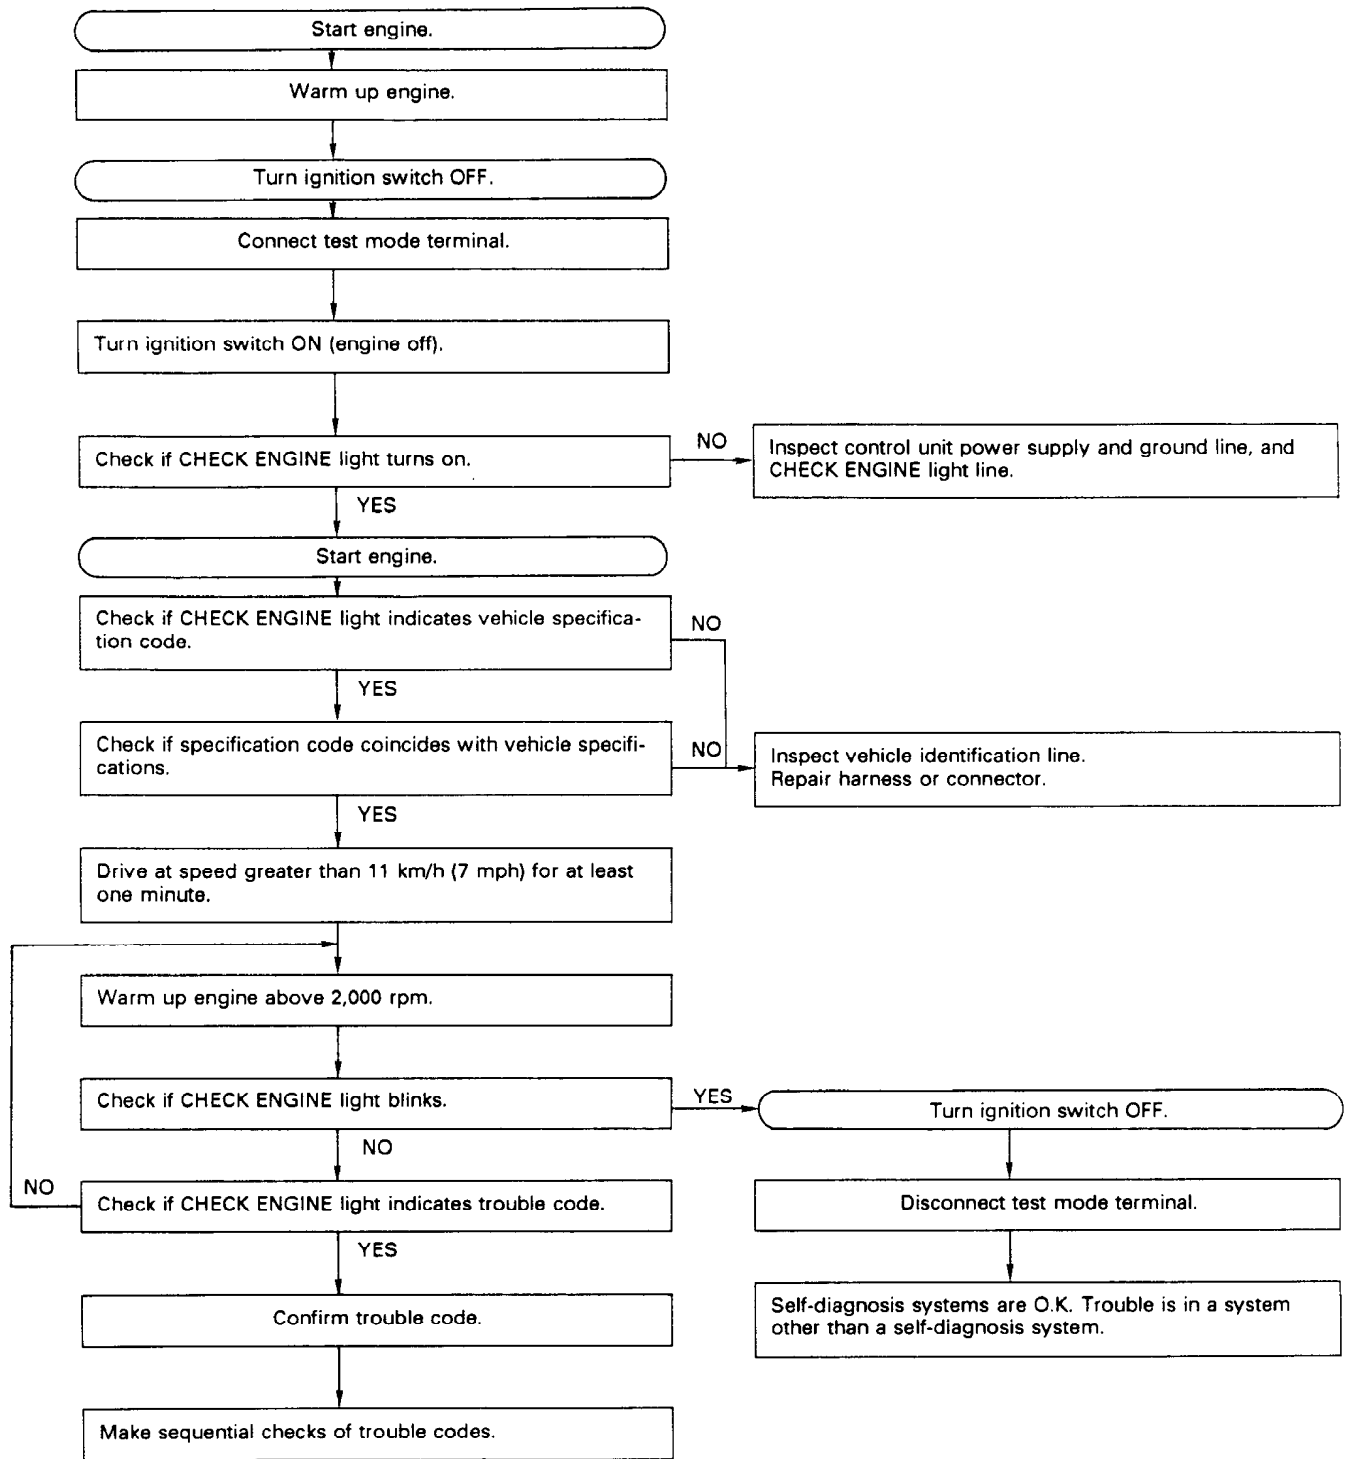 Start engine.
Warm up engine.
Turn ignition switch OFF.
Connect test mode terminal.
Turn ignition switch ON (engine off).
Check if CHECK ENGINE light turns on.
NO
Inspect control unit power supply and ground line, and
CHECK ENGINE light line.
YES
Start engine.
Check if CHECK ENGINE light indicates vehicle specifica-
tion code.
NO
YES
Check if specification code coincides with vehicle specifi-
cations.
NO
Inspect vehicle identification line.
Repair harness or connector.
YES
Drive at speed greater than 11 km/h (7 mph) for at least
one minute.
Warm up engine above 2,000 rpm.
Check if CHECK ENGINE light blinks.
YES
Turn ignition switch OFF.
NO
NO
Check if CHECK ENGINE light indicates trouble code.
Disconnect test mode terminal.
YES
Confirm trouble code.
Self-diagnosis systems are O.K. Trouble is in a system
other than a self-diagnosis system.
Make sequential checks of trouble codes.